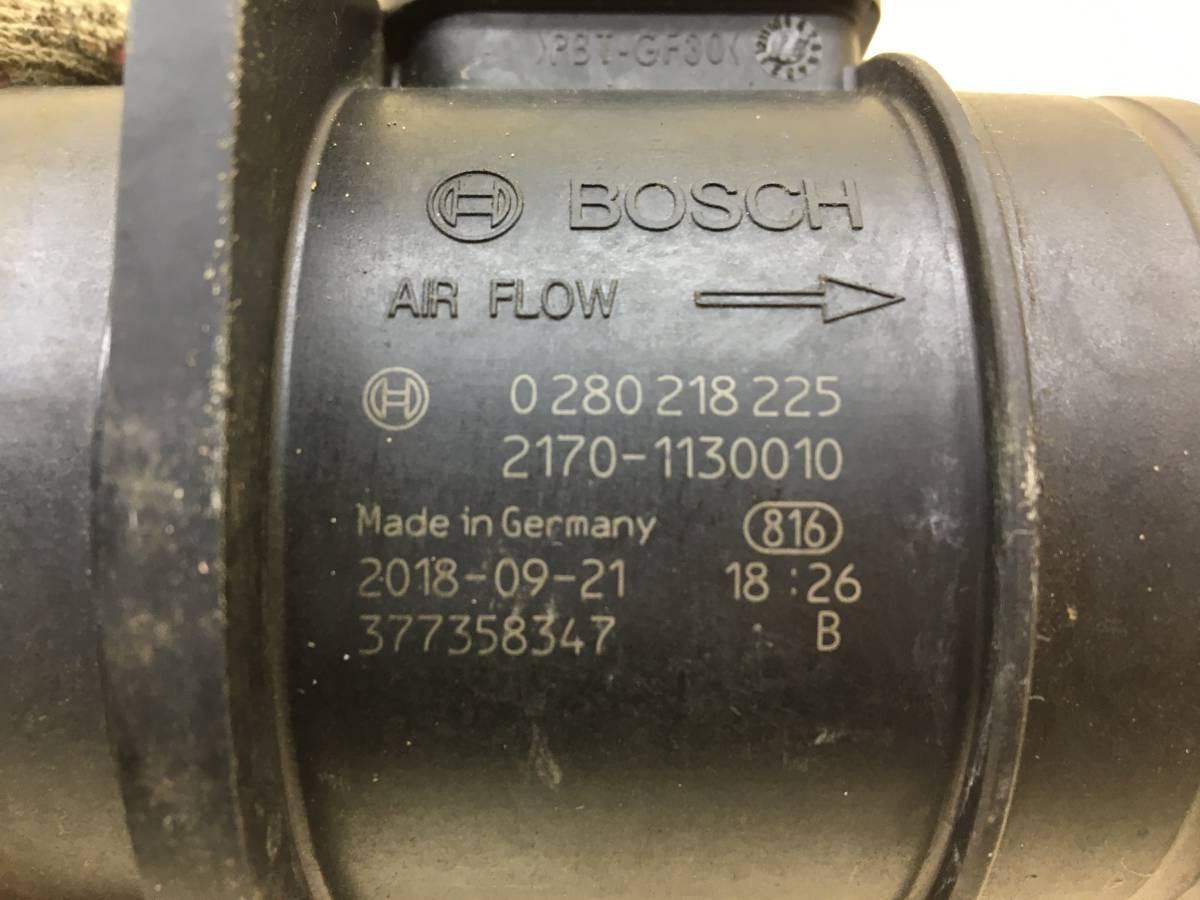 >PBT-GF30<
BOSCH
AIR FLOW
0 280 218 225
2170-1130010
Made in Germany 816
2018-09-21 18:26
377358347 B